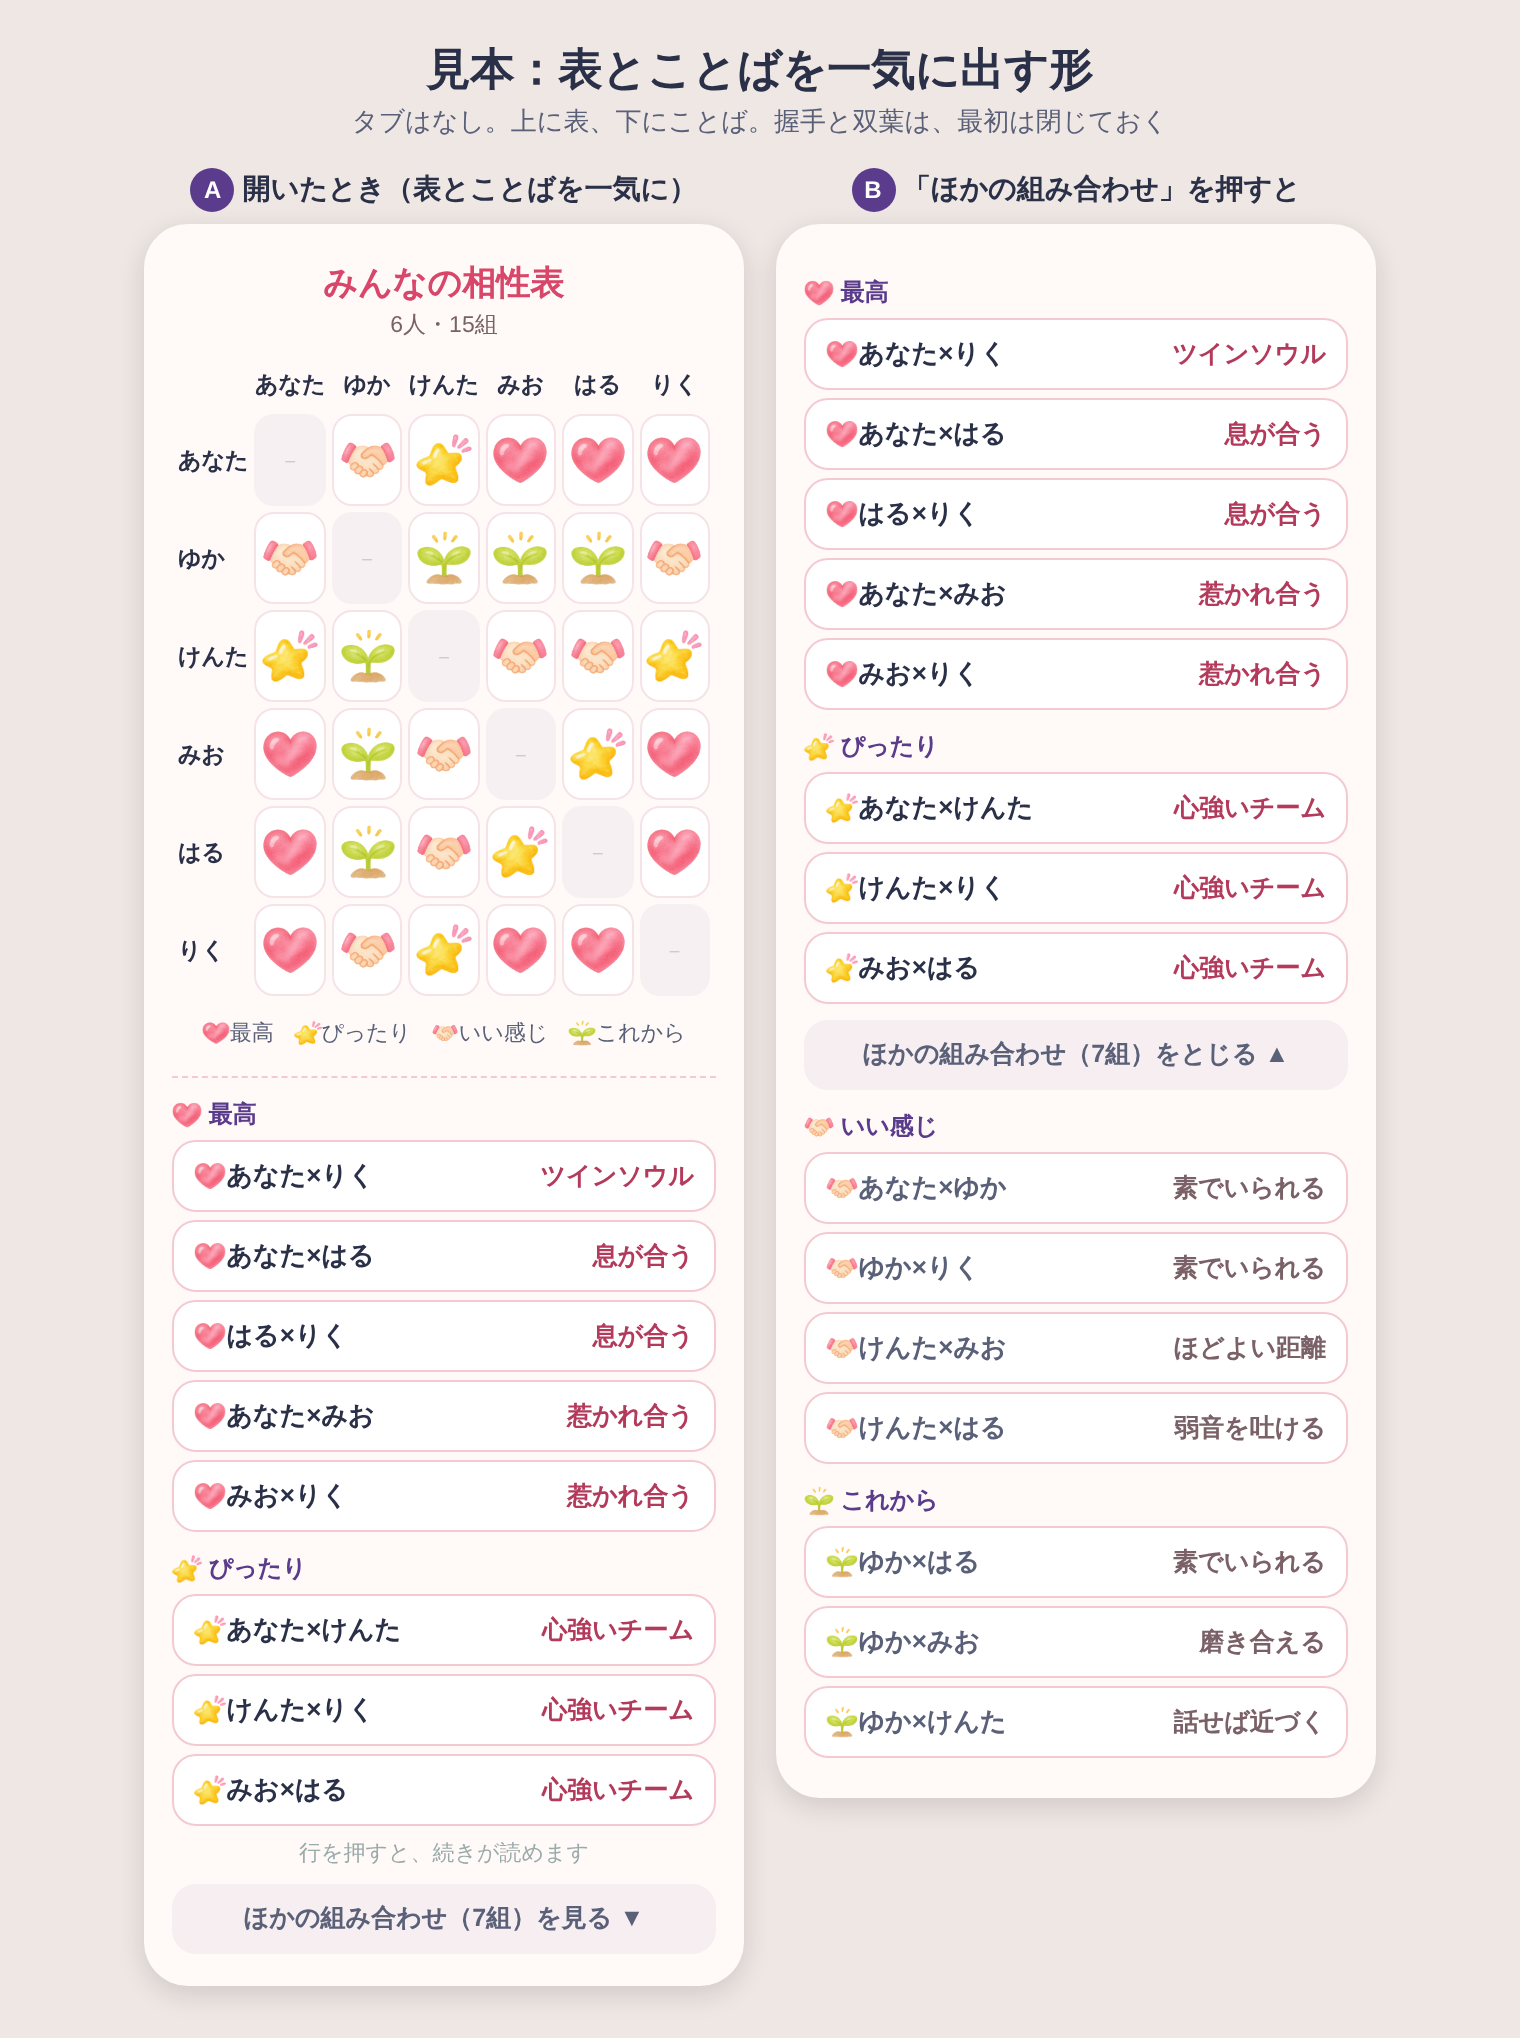 見本：表とことばを一気に出す形
タブはなし。上に表、下にことば。握手と双葉は、最初は閉じておく
A 開いたとき（表とことばを一気に）
みんなの相性表
6人・15組
あなた ゆか けんた みお はる りく
あなた –
ゆか –
けんた –
みお –
はる –
りく –
最高 ぴったり いい感じ これから
最高
あなた×りく ツインソウル
あなた×はる 息が合う
はる×りく 息が合う
あなた×みお 惹かれ合う
みお×りく 惹かれ合う
ぴったり
あなた×けんた 心強いチーム
けんた×りく 心強いチーム
みお×はる 心強いチーム
行を押すと、続きが読めます
ほかの組み合わせ（7組）を見る ▼
B 「ほかの組み合わせ」を押すと
最高
あなた×りく ツインソウル
あなた×はる 息が合う
はる×りく 息が合う
あなた×みお 惹かれ合う
みお×りく 惹かれ合う
ぴったり
あなた×けんた 心強いチーム
けんた×りく 心強いチーム
みお×はる 心強いチーム
ほかの組み合わせ（7組）をとじる ▲
いい感じ
あなた×ゆか 素でいられる
ゆか×りく 素でいられる
けんた×みお ほどよい距離
けんた×はる 弱音を吐ける
これから
ゆか×はる 素でいられる
ゆか×みお 磨き合える
ゆか×けんた 話せば近づく